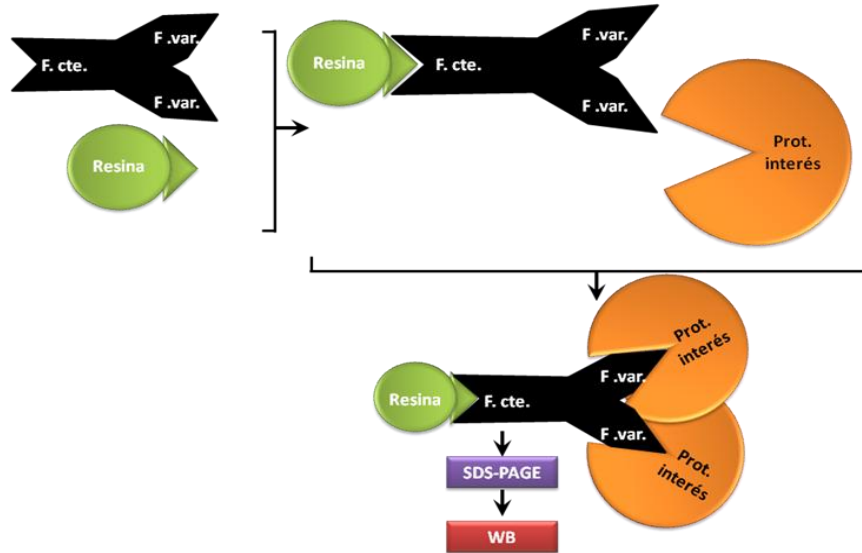 F .var.
F. cte.
F .var.
Resina
Resina
F. cte.
F .var.
F .var.
Prot.
interés
Resina
F. cte.
F .var.
F .var.
Prot.
interés
Prot.
interés
SDS-PAGE
WB